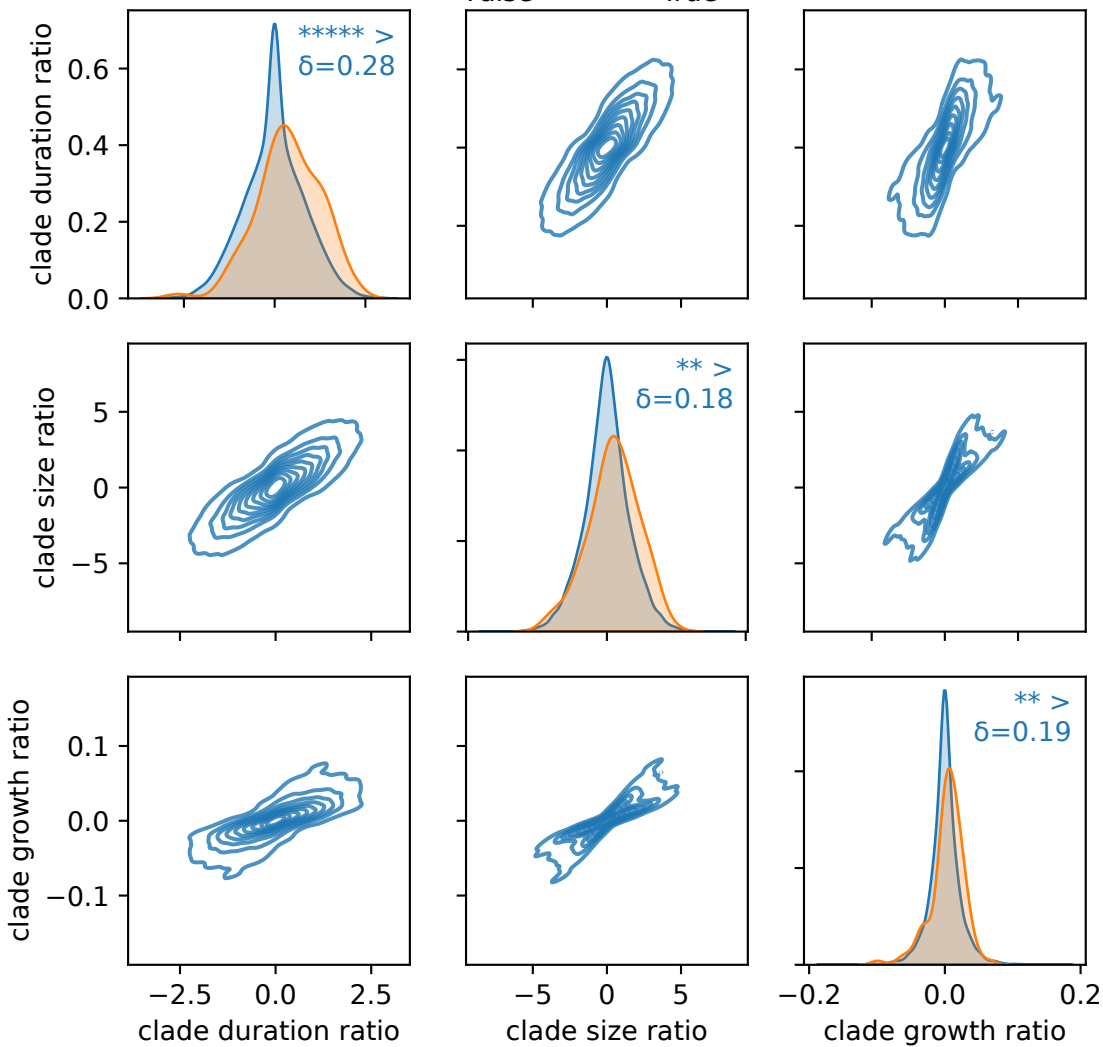 clade duration ratio
0.6
0.4
0.2
0.0
***** >
δ=0.28
clade size ratio
5
0
−5
** >
δ=0.18
clade growth ratio
0.1
0.0
−0.1
** >
δ=0.19
−2.5 0.0 2.5
−5 0 5
−0.2 0.0 0.2
clade duration ratio
clade size ratio
clade growth ratio